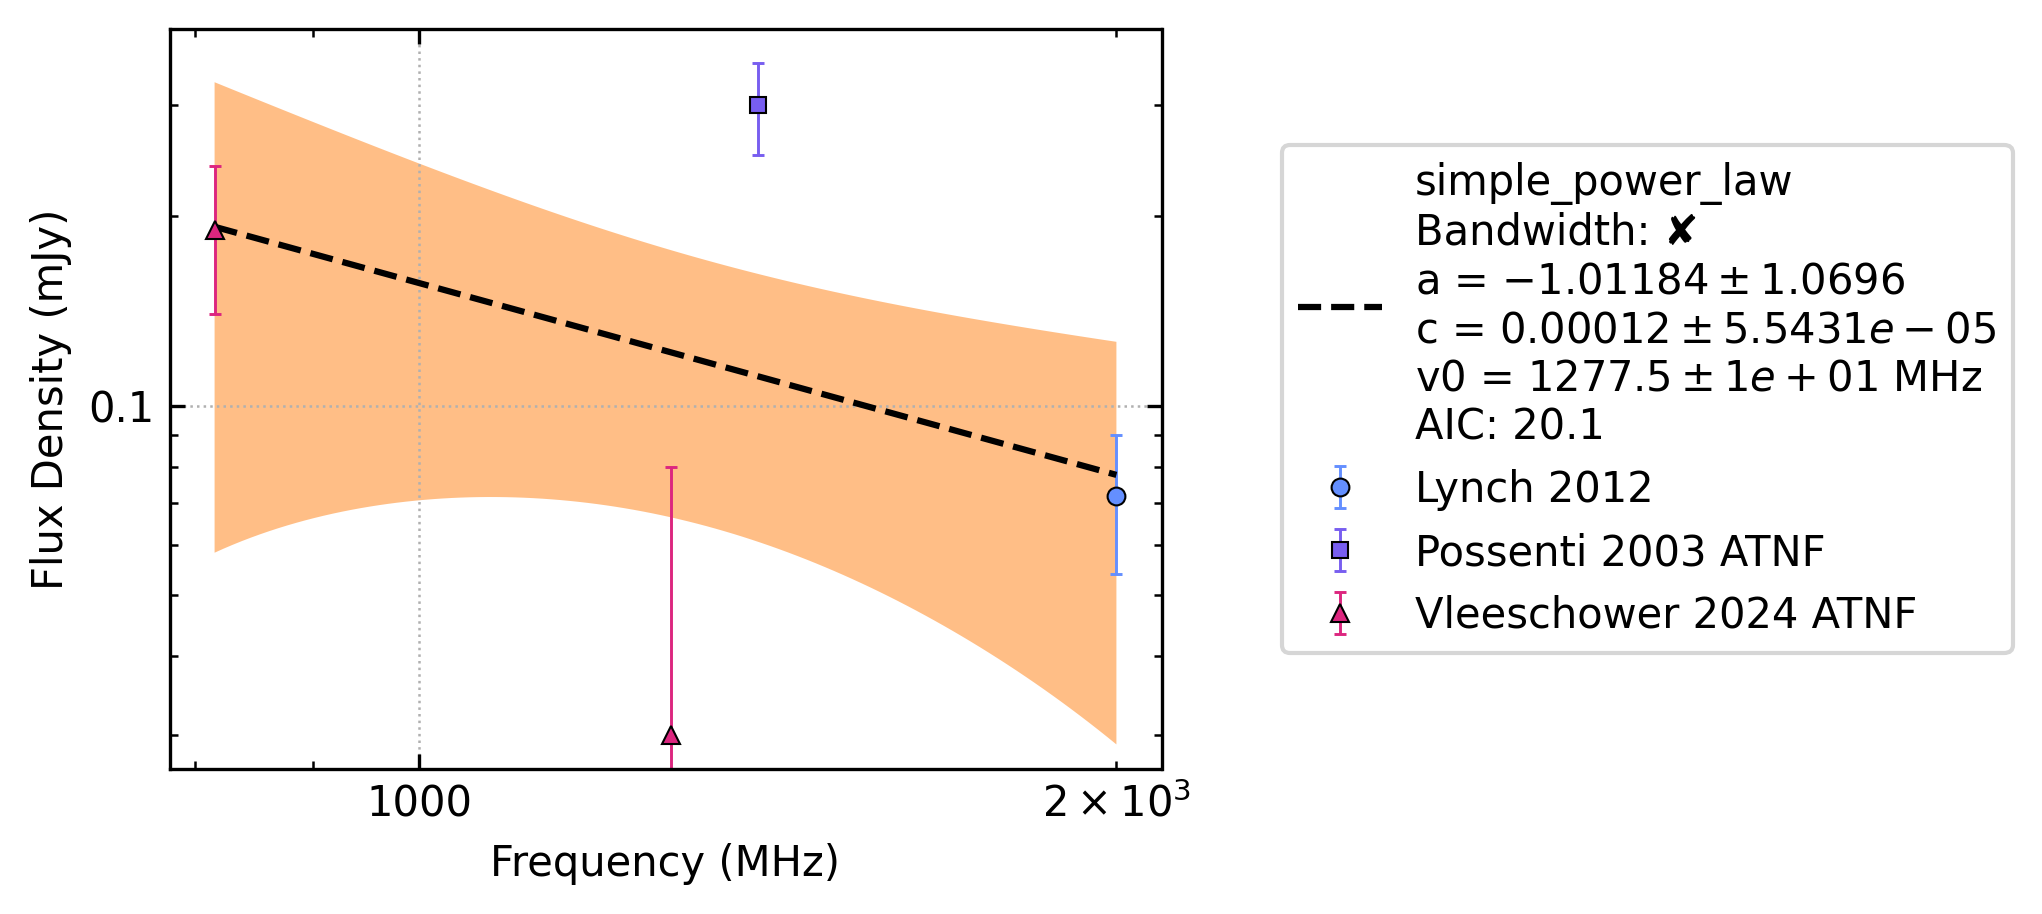 Flux Density (mJy)
0.1
1000
2 × 10³
Frequency (MHz)
simple_power_law
Bandwidth: ✘
a = −1.01184 ± 1.0696
c = 0.00012 ± 5.5431e − 05
v0 = 1277.5 ± 1e + 01 MHz
AIC: 20.1
Lynch 2012
Possenti 2003 ATNF
Vleeschower 2024 ATNF